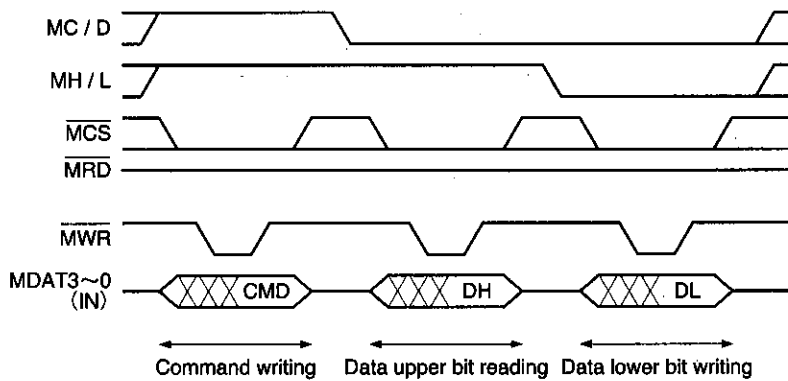 MC / D
MH / L
MCS
MRD
MWR
MDAT3~0
(IN)
CMD
DH
DL
Command writing
Data upper bit reading
Data lower bit writing